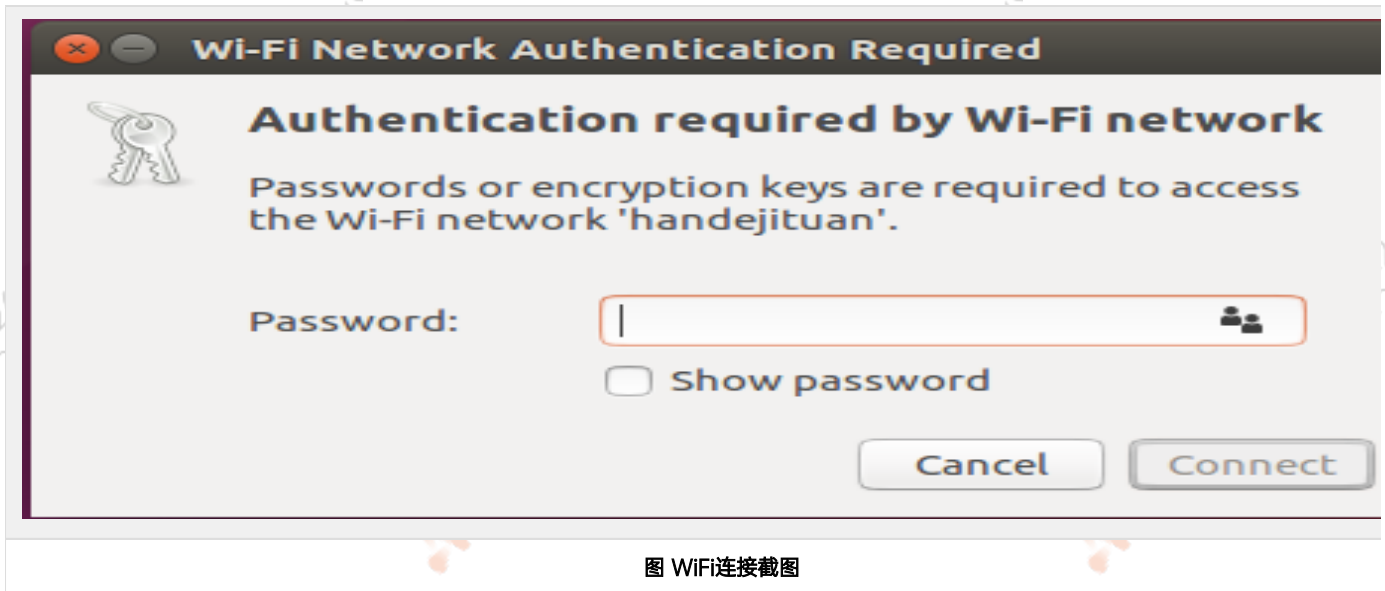 Wi-Fi Network Authentication Required
Authentication required by Wi-Fi network
Passwords or encryption keys are required to access
the Wi-Fi network 'handejituan'.
Password:
Show password
Cancel Connect
图 WiFi连接截图